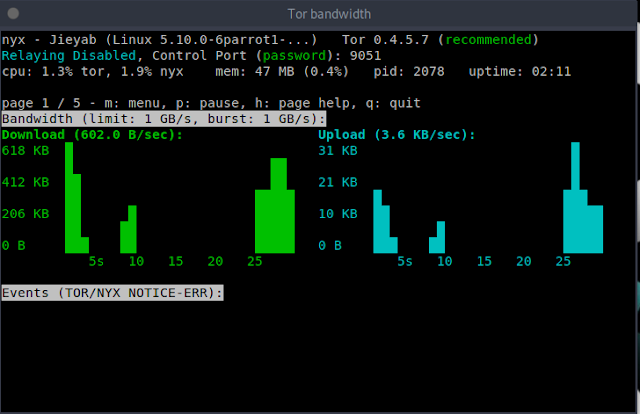 Tor bandwidth
nyx - Jieyab (Linux 5.10.0-6parrot1-...)   Tor 0.4.5.7 (recommended)
Relaying Disabled, Control Port (password): 9051
cpu: 1.3% tor, 1.9% nyx    mem: 47 MB (0.4%)   pid: 2078   uptime: 02:11
page 1 / 5 - m: menu, p: pause, h: page help, q: quit
Bandwidth (limit: 1 GB/s, burst: 1 GB/s):
Download (602.0 B/sec):   Upload (3.6 KB/sec):
618 KB   31 KB
412 KB   21 KB
206 KB   10 KB
0 B   0 B
5s   10   15   20   25   5s   10   15   20   25
Events (TOR/NYX NOTICE-ERR):